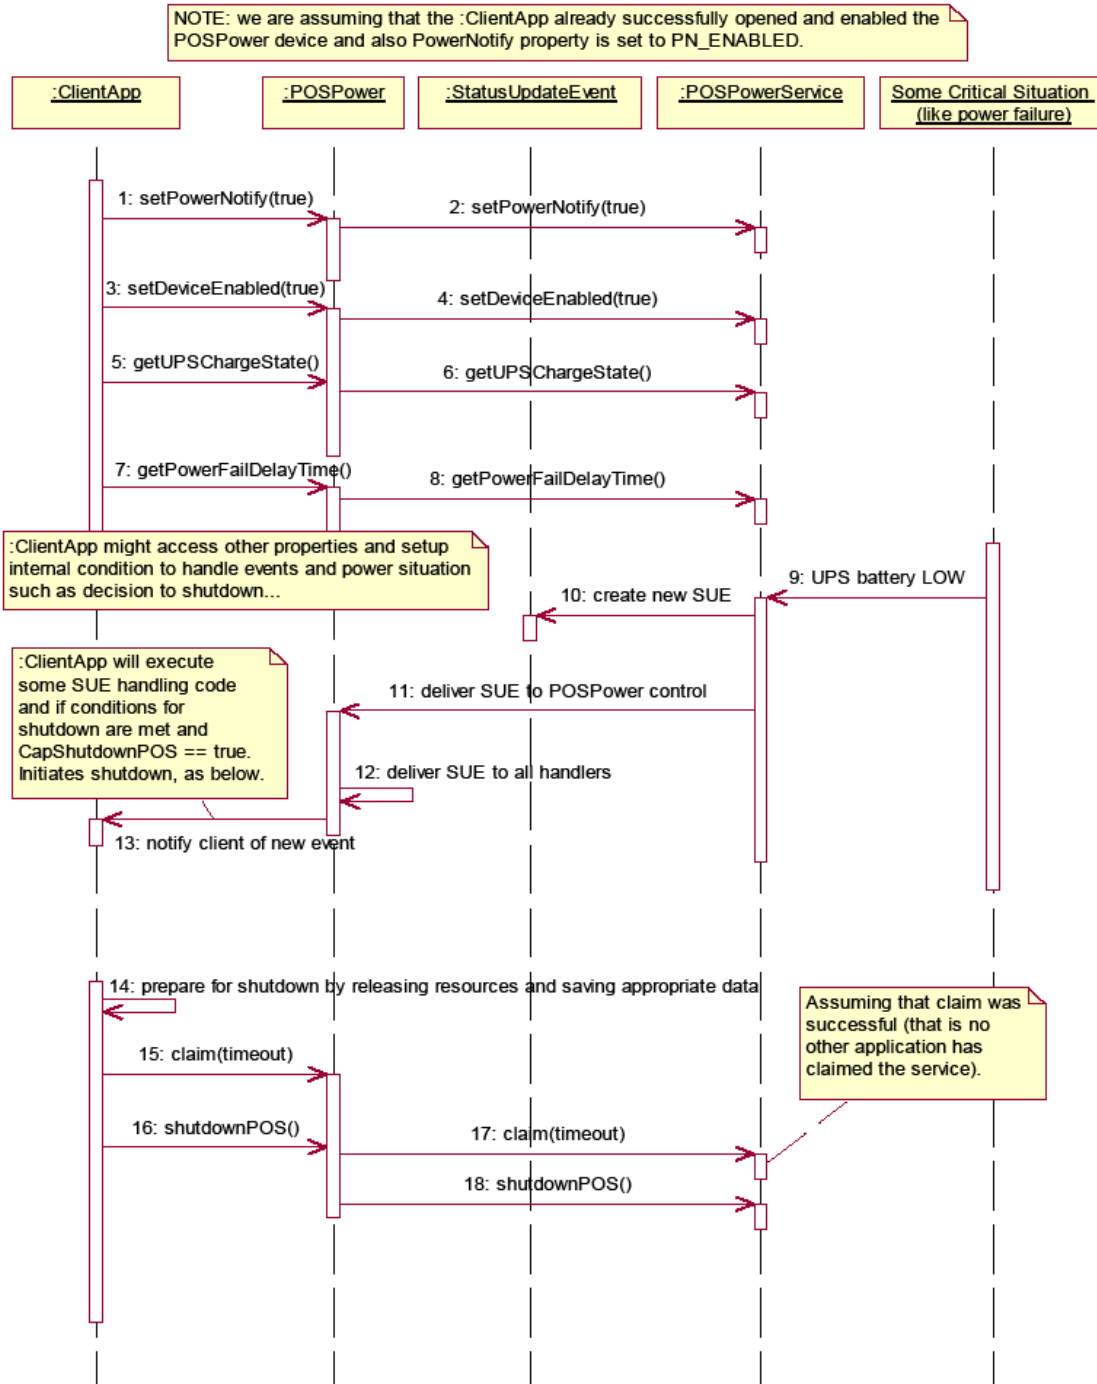 NOTE: we are assuming that the :ClientApp already successfully opened and enabled the
POSPower device and also PowerNotify property is set to PN_ENABLED.
:ClientApp
:POSPower
:StatusUpdateEvent
:POSPowerService
Some Critical Situation
(like power failure)
1: setPowerNotify(true)
2: setPowerNotify(true)
3: setDeviceEnabled(true)
4: setDeviceEnabled(true)
5: getUPSChargeState()
6: getUPSChargeState()
7: getPowerFailDelayTime()
8: getPowerFailDelayTime()
:ClientApp might access other properties and setup
internal condition to handle events and power situation
such as decision to shutdown...
9: UPS battery LOW
10: create new SUE
:ClientApp will execute
some SUE handling code
and if conditions for
shutdown are met and
CapShutdownPOS == true.
Initiates shutdown, as below.
11: deliver SUE to POSPower control
12: deliver SUE to all handlers
13: notify client of new event
14: prepare for shutdown by releasing resources and saving appropriate data
Assuming that claim was
successful (that is no
other application has
claimed the service).
15: claim(timeout)
16: shutdownPOS()
17: claim(timeout)
18: shutdownPOS()